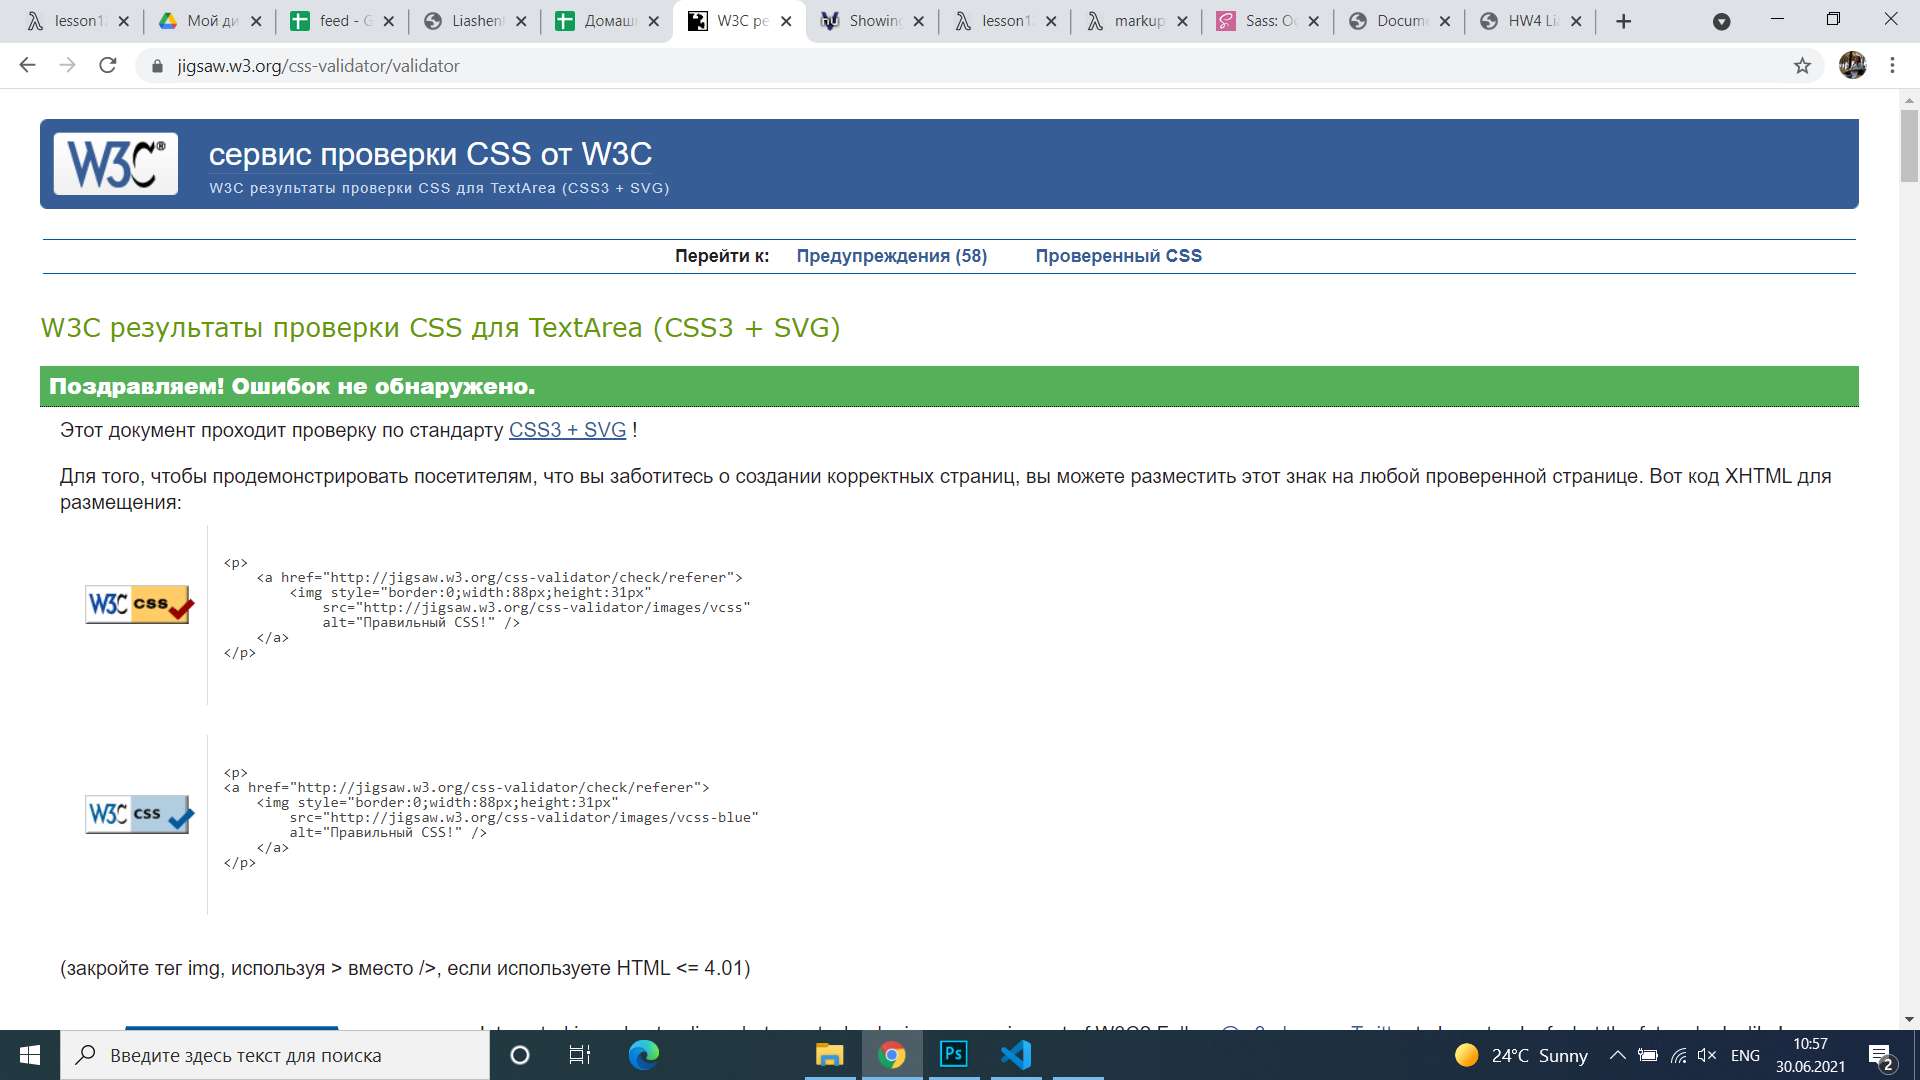 lesson1
Мой ди
feed - G
Liashen
Домаш
W3C ре
Showing
lesson1
markup
Sass: Ос
Docum
HW4 Li
jigsaw.w3.org/css-validator/validator
W3C®
сервис проверки CSS от W3C
W3C результаты проверки CSS для TextArea (CSS3 + SVG)
Перейти к: Предупреждения (58) Проверенный CSS
W3C результаты проверки CSS для TextArea (CSS3 + SVG)
Поздравляем! Ошибок не обнаружено.
Этот документ проходит проверку по стандарту CSS3 + SVG !
Для того, чтобы продемонстрировать посетителям, что вы заботитесь о создании корректных страниц, вы можете разместить этот знак на любой проверенной странице. Вот код XHTML для
размещения:
W3C css
<p>
<a href="http://jigsaw.w3.org/css-validator/check/referer">
<img style="border:0;width:88px;height:31px"
src="http://jigsaw.w3.org/css-validator/images/vcss"
alt="Правильный CSS!" />
</a>
</p>
W3C css
<p>
<a href="http://jigsaw.w3.org/css-validator/check/referer">
<img style="border:0;width:88px;height:31px"
src="http://jigsaw.w3.org/css-validator/images/vcss-blue"
alt="Правильный CSS!" />
</a>
</p>
(закройте тег img, используя > вместо />, если используете HTML <= 4.01)
Введите здесь текст для поиска
Ps
24°C Sunny
ENG
10:57
30.06.2021
2